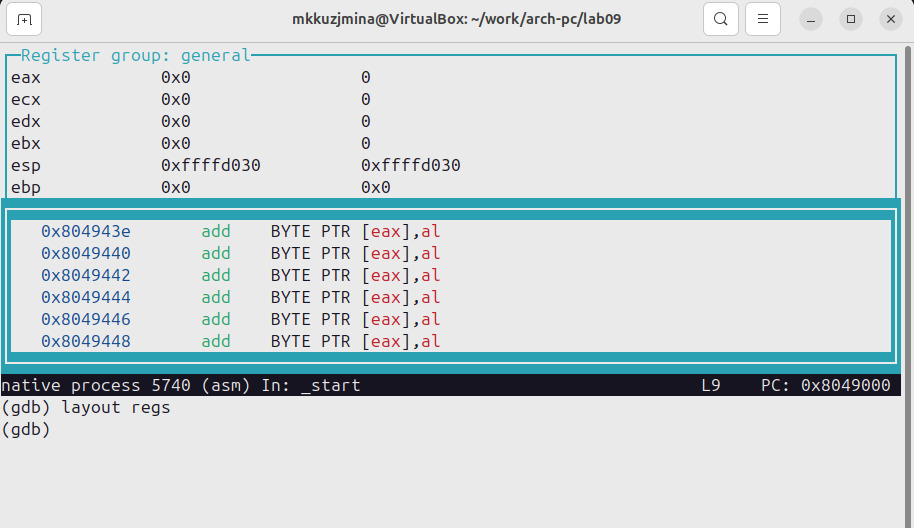 mkkuzjmina@VirtualBox: ~/work/arch-pc/lab09
Register group: general
eax 0x0 0
ecx 0x0 0
edx 0x0 0
ebx 0x0 0
esp 0xffffd030 0xffffd030
ebp 0x0 0x0
0x804943e add BYTE PTR [eax],al
0x8049440 add BYTE PTR [eax],al
0x8049442 add BYTE PTR [eax],al
0x8049444 add BYTE PTR [eax],al
0x8049446 add BYTE PTR [eax],al
0x8049448 add BYTE PTR [eax],al
native process 5740 (asm) In: _start L9 PC: 0x8049000
(gdb) layout regs
(gdb)